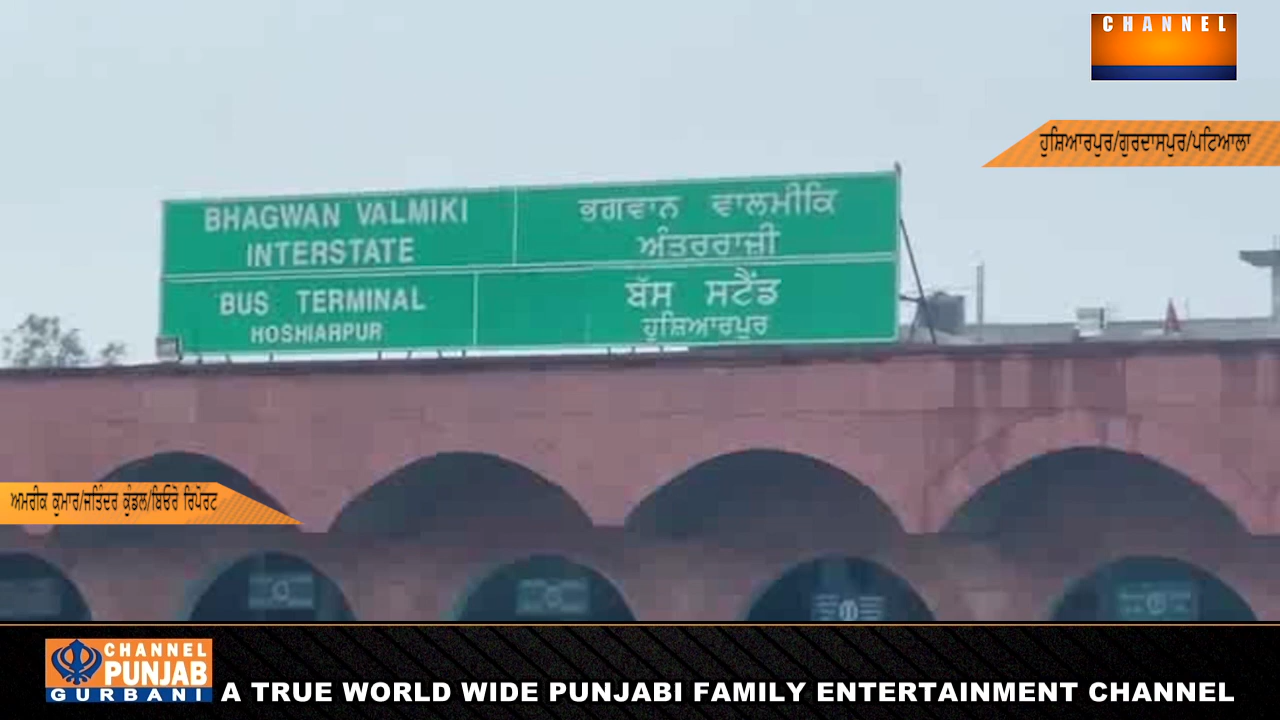 CHANNEL
ਹੁਸ਼ਿਆਰਪੁਰ/ਗੁਰਦਾਸਪੁਰ/ਪਟਿਆਲਾ
BHAGWAN VALMIKI
INTERSTATE
ਭਗਵਾਨ ਵਾਲਮੀਕਿ
ਅੰਤਰਰਾਜ਼ੀ
BUS TERMINAL
HOSHIARPUR
ਬੱਸ ਸਟੈਂਡ
ਹੁਸ਼ਿਆਰਪੁਰ
ਅਮਰੀਕ ਕੁਮਾਰ/ਜਤਿੰਦਰ ਕੁੰਡਲ/ਬਿਓਰੋ ਰਿਪੋਰਟ
CHANNEL
PUNJAB
GURBANI
A TRUE WORLD WIDE PUNJABI FAMILY ENTERTAINMENT CHANNEL